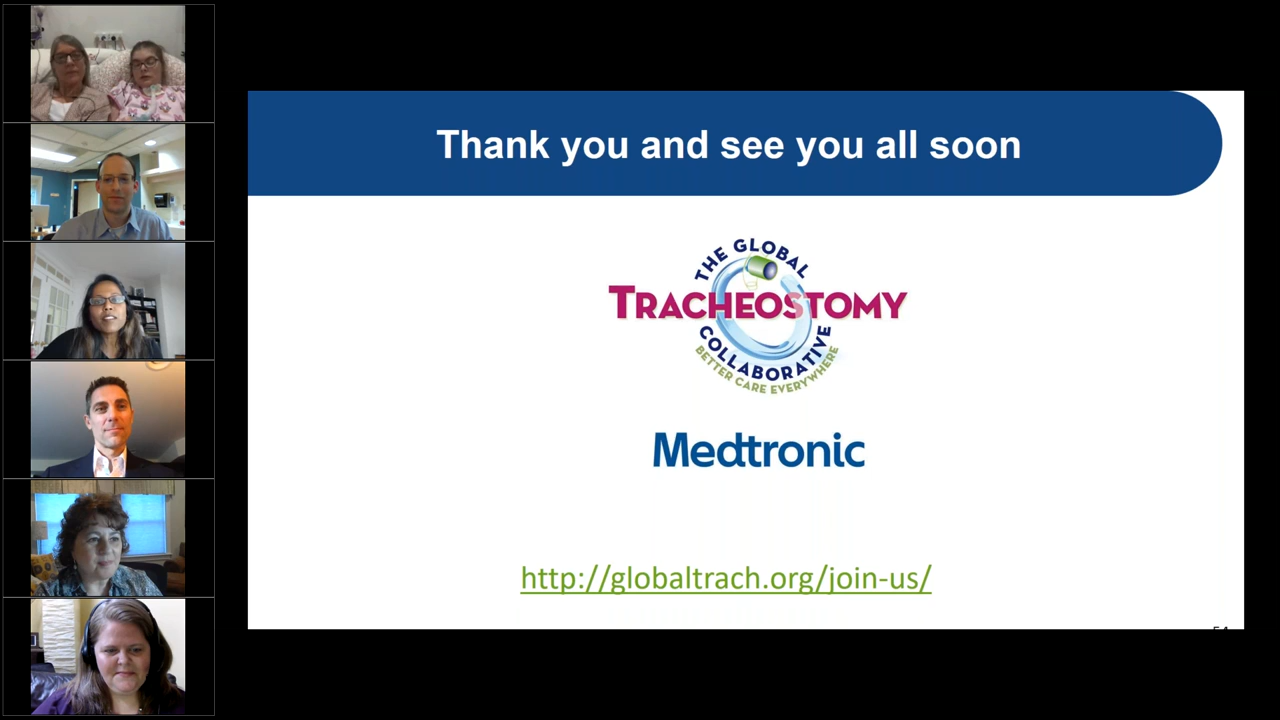 Thank you and see you all soon
THE GLOBAL
TRACHEOSTOMY
COLLABORATIVE
BETTER CARE EVERYWHERE
Medtronic
http://globaltrach.org/join-us/